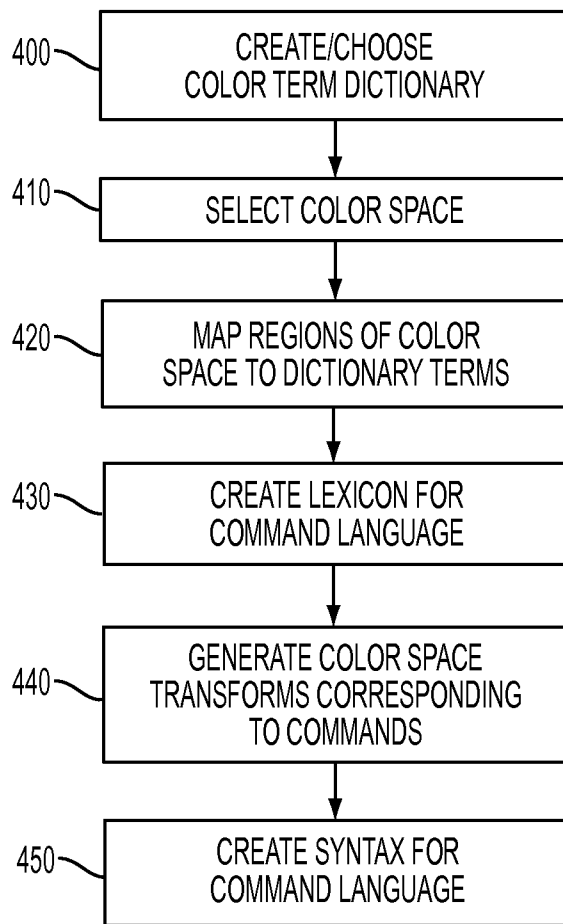 400
CREATE/CHOOSE
COLOR TERM DICTIONARY
410
SELECT COLOR SPACE
420
MAP REGIONS OF COLOR
SPACE TO DICTIONARY TERMS
430
CREATE LEXICON FOR
COMMAND LANGUAGE
440
GENERATE COLOR SPACE
TRANSFORMS CORRESPONDING
TO COMMANDS
450
CREATE SYNTAX FOR
COMMAND LANGUAGE